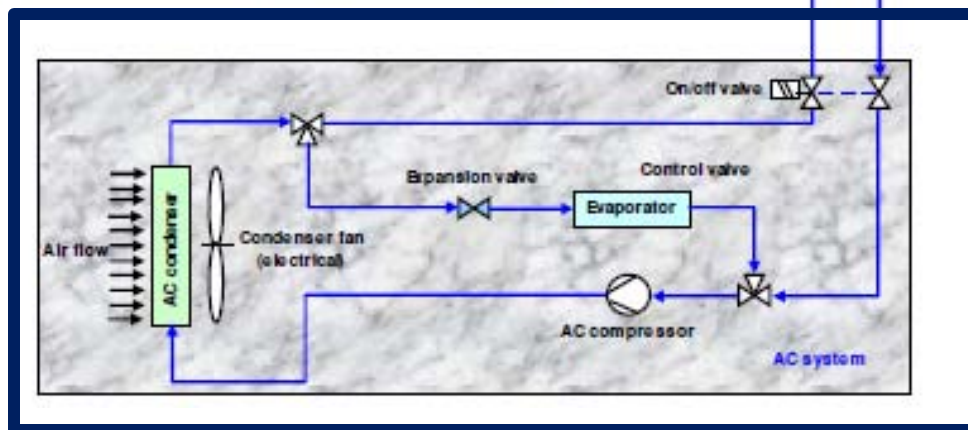 On/off valve
Control valve
Expansion valve
Evaporator
Air flow
AC condenser
Condenser fan
(electrical)
AC compressor
AC system